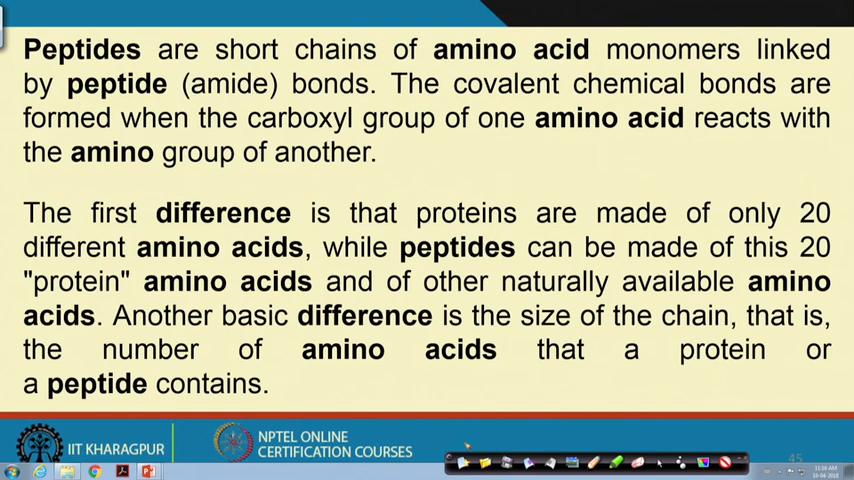 Peptides are short chains of amino acid monomers linked
by peptide (amide) bonds. The covalent chemical bonds are
formed when the carboxyl group of one amino acid reacts with
the amino group of another.
The first difference is that proteins are made of only 20
different amino acids, while peptides can be made of this 20
"protein" amino acids and of other naturally available amino
acids. Another basic difference is the size of the chain, that is,
the number of amino acids that a protein or
a peptide contains.
IIT KHARAGPUR
NPTEL ONLINE
CERTIFICATION COURSES
45